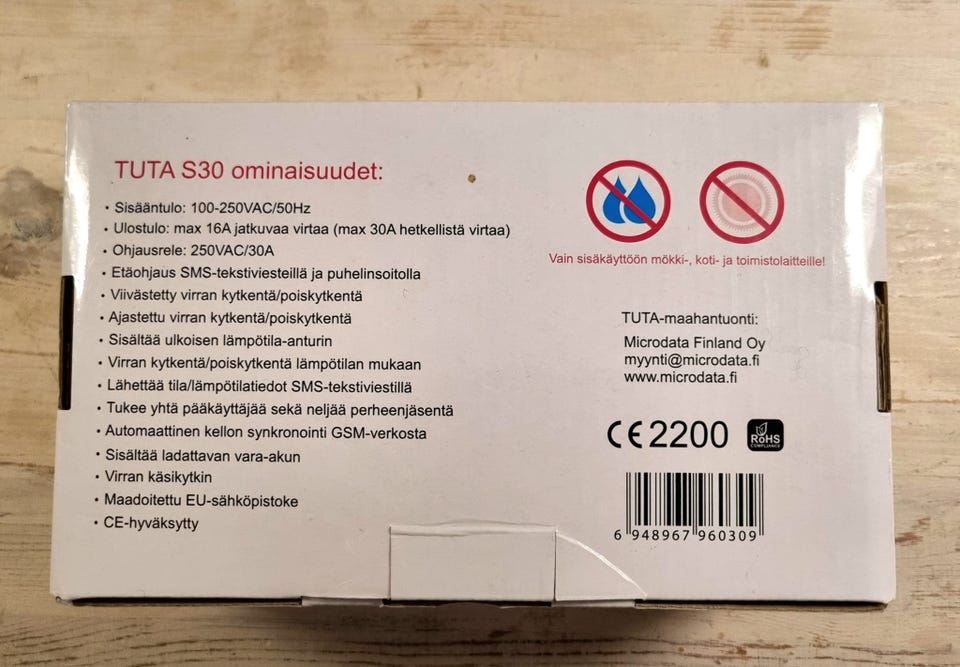 TUTA S30 ominaisuudet:
• Sisääntulo: 100-250VAC/50Hz
• Ulostulo: max 16A jatkuvaa virtaa (max 30A hetkellistä virtaa)
• Ohjausrele: 250VAC/30A
• Etäohjaus SMS-tekstiviesteillä ja puhelinsoitolla
• Viivästetty virran kytkentä/poiskytkentä
• Ajastettu virran kytkentä/poiskytkentä
• Sisältää ulkoisen lämpötila-anturin
• Virran kytkentä/poiskytkentä lämpötilan mukaan
• Lähettää tila/lämpötilatiedot SMS-tekstiviestillä
• Tukee yhtä pääkäyttäjää sekä neljää perheenjäsentä
• Automaattinen kellon synkronointi GSM-verkosta
• Sisältää ladattavan vara-akun
• Virran käsikytkin
• Maadoitettu EU-sähköpistoke
• CE-hyväksytty
Vain sisäkäyttöön mökki-, koti- ja toimistolaitteille!
TUTA-maahantuonti:
Microdata Finland Oy
myynti@microdata.fi
www.microdata.fi
CE 2200
RoHS
COMPLIANCE
6 948967 960309